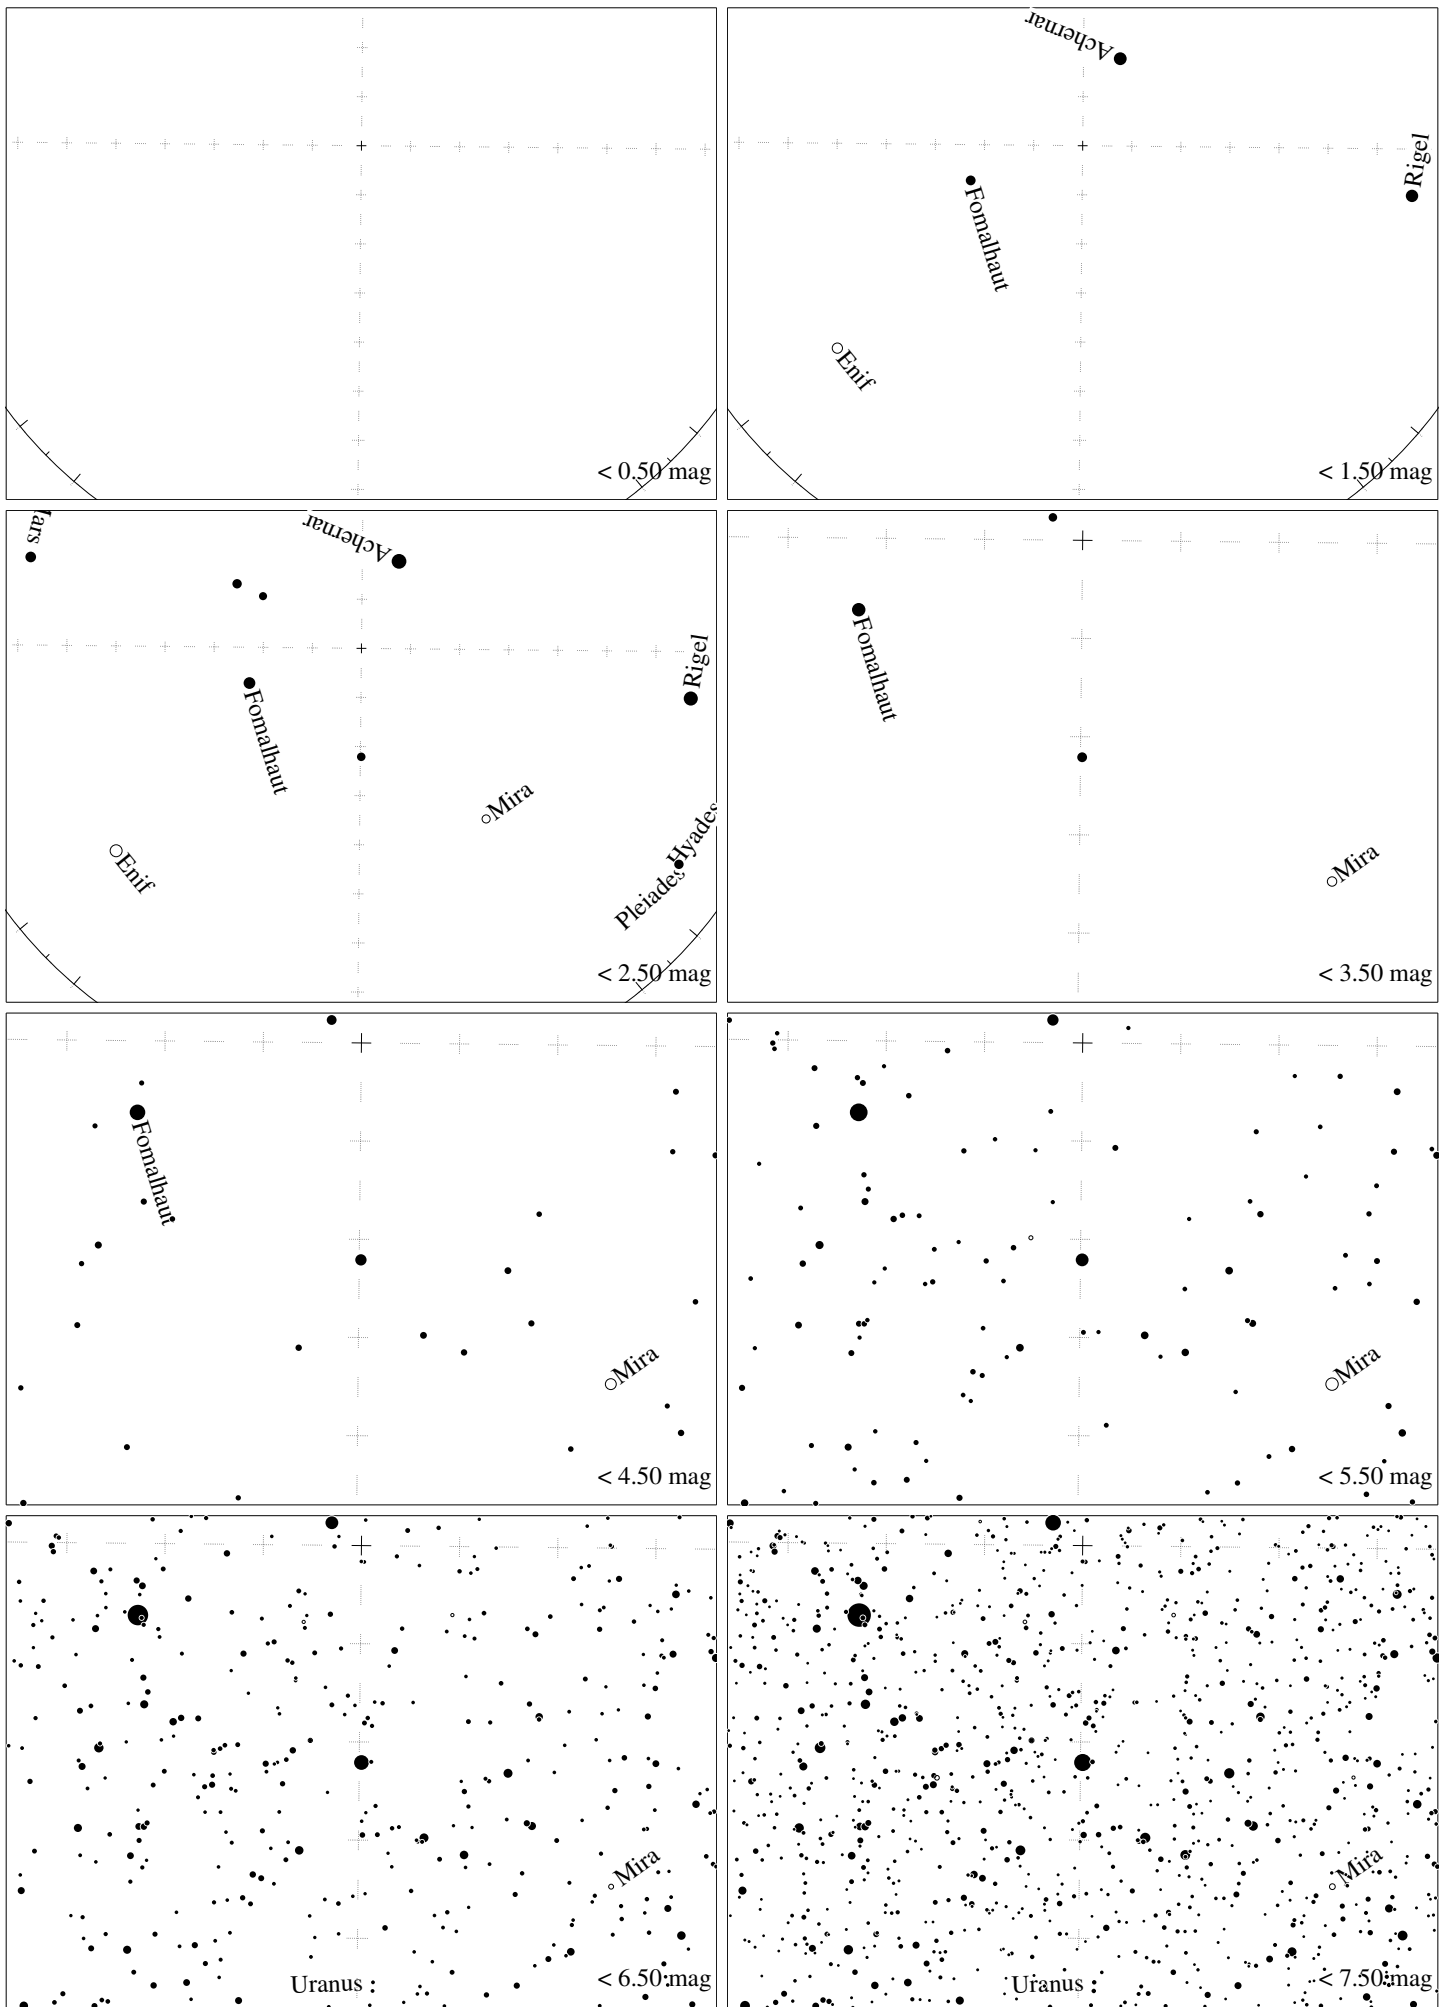 < 0.50 mag
Achernar
Rigel
Fomalhaut
Enif
< 1.50 mag
Achernar
Rigel
Fomalhaut
Mira
Hyades
Enif
Pleiades
< 2.50 mag
Fomalhaut
Mira
< 3.50 mag
Fomalhaut
Mira
< 4.50 mag
Mira
< 5.50 mag
Mira
Uranus
< 6.50 mag
Mira
Uranus
< 7.50 mag